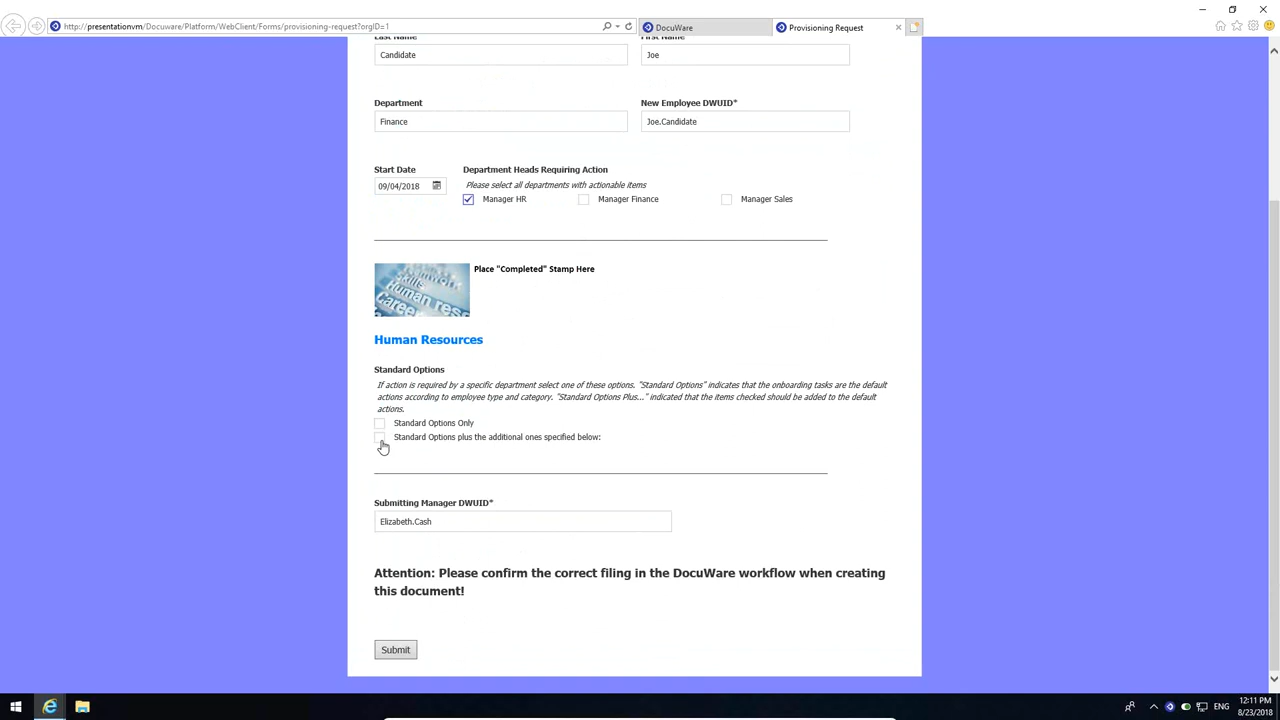 http://presentationvm/Docuware/Platform/WebClient/Forms/provisioning-request?orgID=1
DocuWare
Provisioning Request
Last Name
First Name
Candidate
Joe
Department
New Employee DWUID*
Finance
Joe.Candidate
Start Date
Department Heads Requiring Action
09/04/2018
Please select all departments with actionable items
Manager HR
Manager Finance
Manager Sales
Place "Completed" Stamp Here
Human Resources
Standard Options
If action is required by a specific department select one of these options. "Standard Options" indicates that the onboarding tasks are the default
actions according to employee type and category. "Standard Options Plus..." indicated that the items checked should be added to the default
actions.
Standard Options Only
Standard Options plus the additional ones specified below:
Submitting Manager DWUID*
Elizabeth.Cash
Attention: Please confirm the correct filing in the DocuWare workflow when creating
this document!
Submit
ENG
12:11 PM
8/23/2018